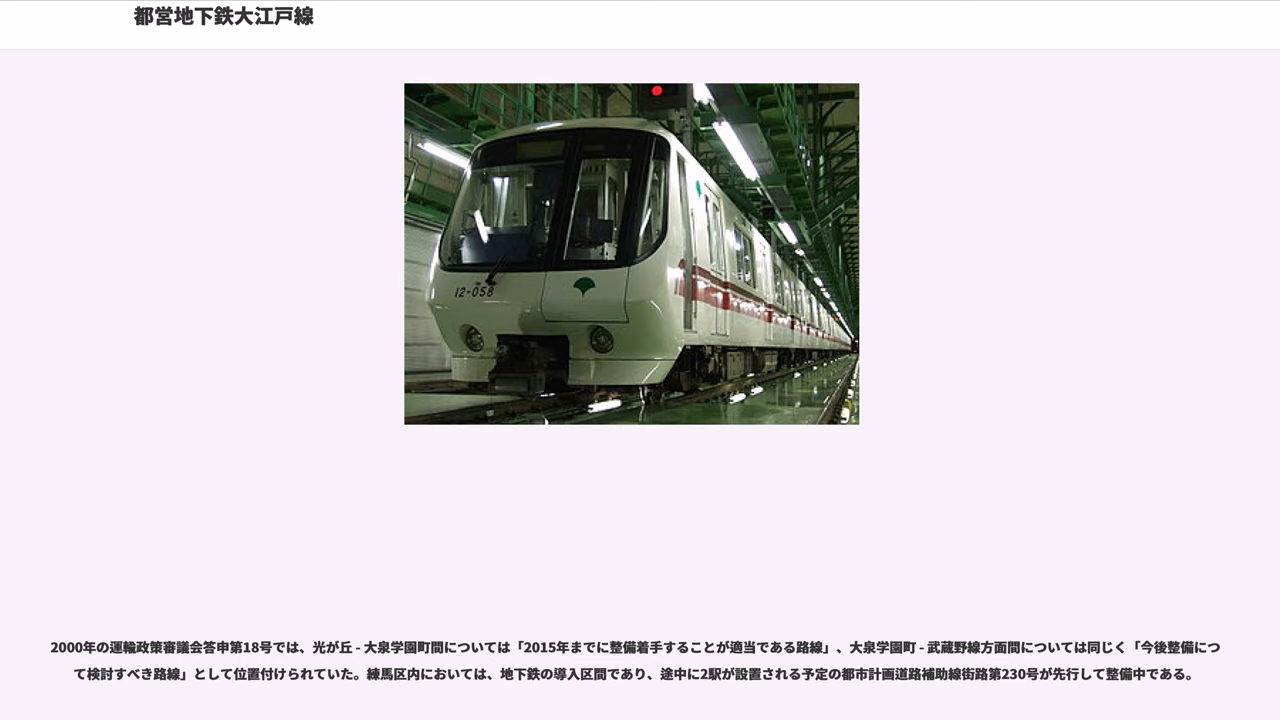 都営地下鉄大江戸線
12-058
2000年の運輸政策審議会答申第18号では、光が丘 - 大泉学園町間については「2015年までに整備着手することが適当である路線」、大泉学園町 - 武蔵野線方面間については同じく「今後整備につ
て検討すべき路線」として位置付けられていた。練馬区内においては、地下鉄の導入区間であり、途中に2駅が設置される予定の都市計画道路補助線街路第230号が先行して整備中である。